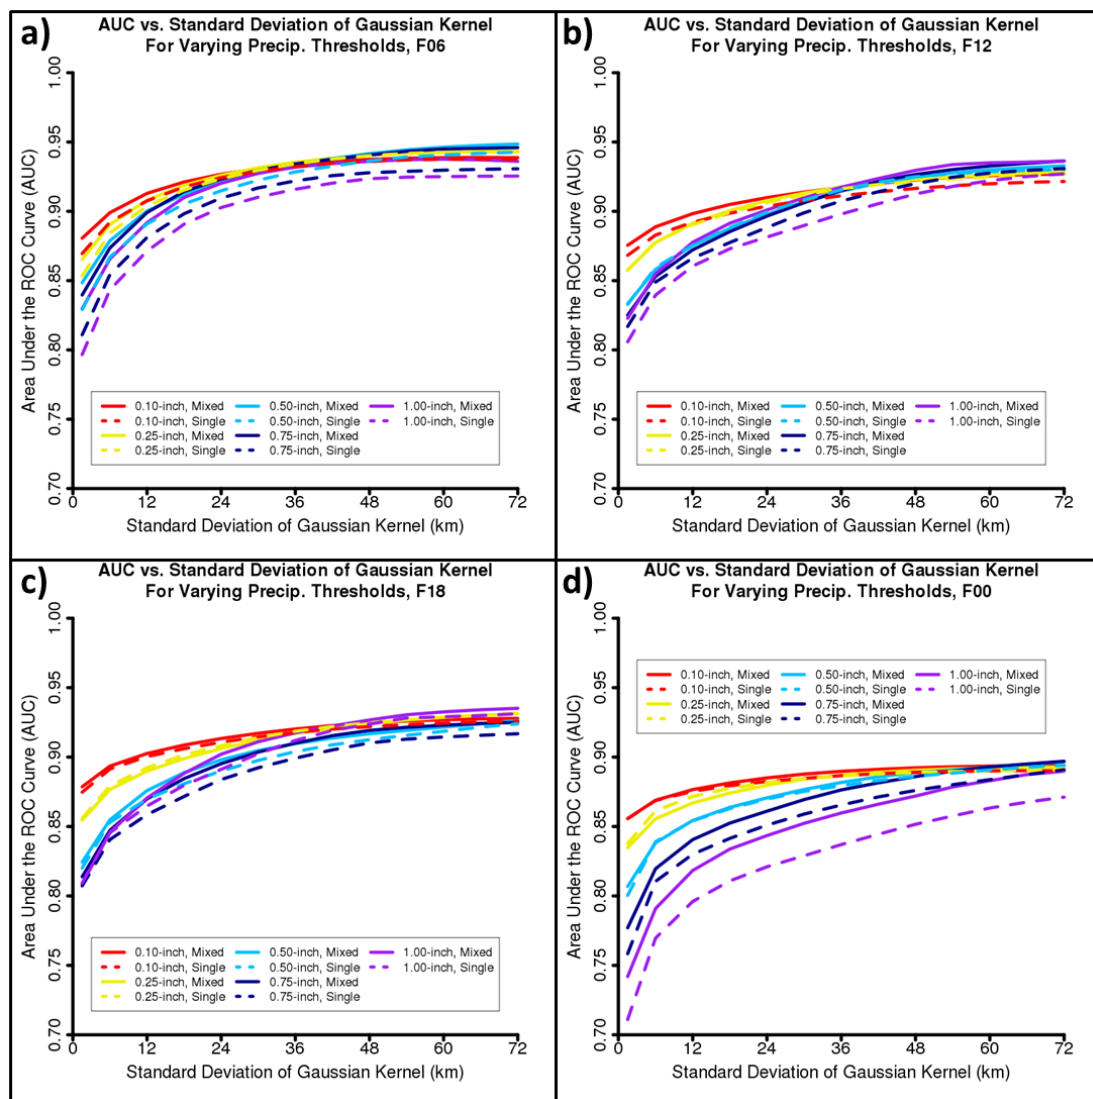 a)
AUC vs. Standard Deviation of Gaussian Kernel
For Varying Precip. Thresholds, F06
Area Under the ROC Curve (AUC)
1.00
0.95
0.90
0.85
0.80
0.75
0.70
0.10-inch, Mixed 0.50-inch, Mixed 1.00-inch, Mixed
0.10-inch, Single 0.50-inch, Single 1.00-inch, Single
0.25-inch, Mixed 0.75-inch, Mixed
0.25-inch, Single 0.75-inch, Single
0 12 24 36 48 60 72
Standard Deviation of Gaussian Kernel (km)
b)
AUC vs. Standard Deviation of Gaussian Kernel
For Varying Precip. Thresholds, F12
Area Under the ROC Curve (AUC)
1.00
0.95
0.90
0.85
0.80
0.75
0.70
0.10-inch, Mixed 0.50-inch, Mixed 1.00-inch, Mixed
0.10-inch, Single 0.50-inch, Single 1.00-inch, Single
0.25-inch, Mixed 0.75-inch, Mixed
0.25-inch, Single 0.75-inch, Single
0 12 24 36 48 60 72
Standard Deviation of Gaussian Kernel (km)
c)
AUC vs. Standard Deviation of Gaussian Kernel
For Varying Precip. Thresholds, F18
Area Under the ROC Curve (AUC)
1.00
0.95
0.90
0.85
0.80
0.75
0.70
0.10-inch, Mixed 0.50-inch, Mixed 1.00-inch, Mixed
0.10-inch, Single 0.50-inch, Single 1.00-inch, Single
0.25-inch, Mixed 0.75-inch, Mixed
0.25-inch, Single 0.75-inch, Single
0 12 24 36 48 60 72
Standard Deviation of Gaussian Kernel (km)
d)
AUC vs. Standard Deviation of Gaussian Kernel
For Varying Precip. Thresholds, F00
Area Under the ROC Curve (AUC)
1.00
0.95
0.90
0.85
0.80
0.75
0.70
0.10-inch, Mixed 0.50-inch, Mixed 1.00-inch, Mixed
0.10-inch, Single 0.50-inch, Single 1.00-inch, Single
0.25-inch, Mixed 0.75-inch, Mixed
0.25-inch, Single 0.75-inch, Single
0 12 24 36 48 60 72
Standard Deviation of Gaussian Kernel (km)